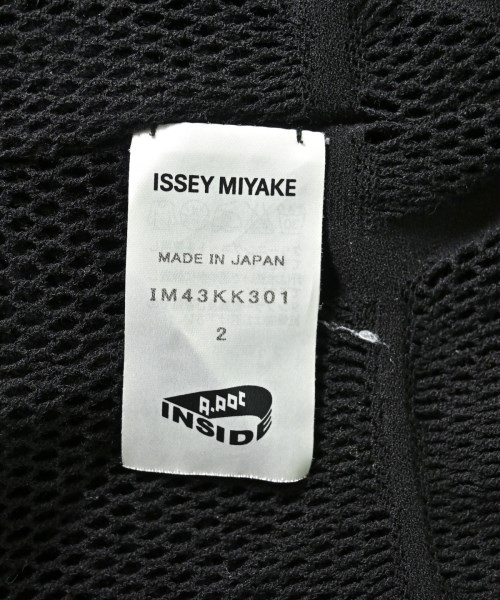 ISSEY MIYAKE
MADE IN JAPAN
IM43KK301
2
A.POC
INSIDE